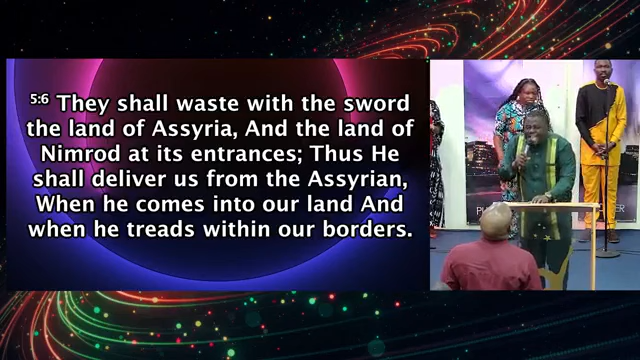 5:6 They shall waste with the sword
the land of Assyria, And the land of
Nimrod at its entrances; Thus He
shall deliver us from the Assyrian,
When he comes into our land And
when he treads within our borders.